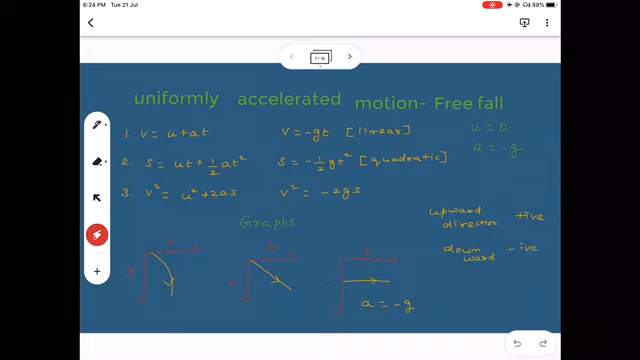 6:24 PM Tue 21 Jul
88%
1/16
uniformly accelerated motion- Free fall
1. V = u + at
V = -gt [linear]
u = 0
a = -g
2. S = ut + 1/2 at²
S = -1/2 gt² [quadratic]
3. V² = u² + 2as
V² = -2gs
upward direction +ive
Graphs
down ward -ive
t
t
t
V
a = -g